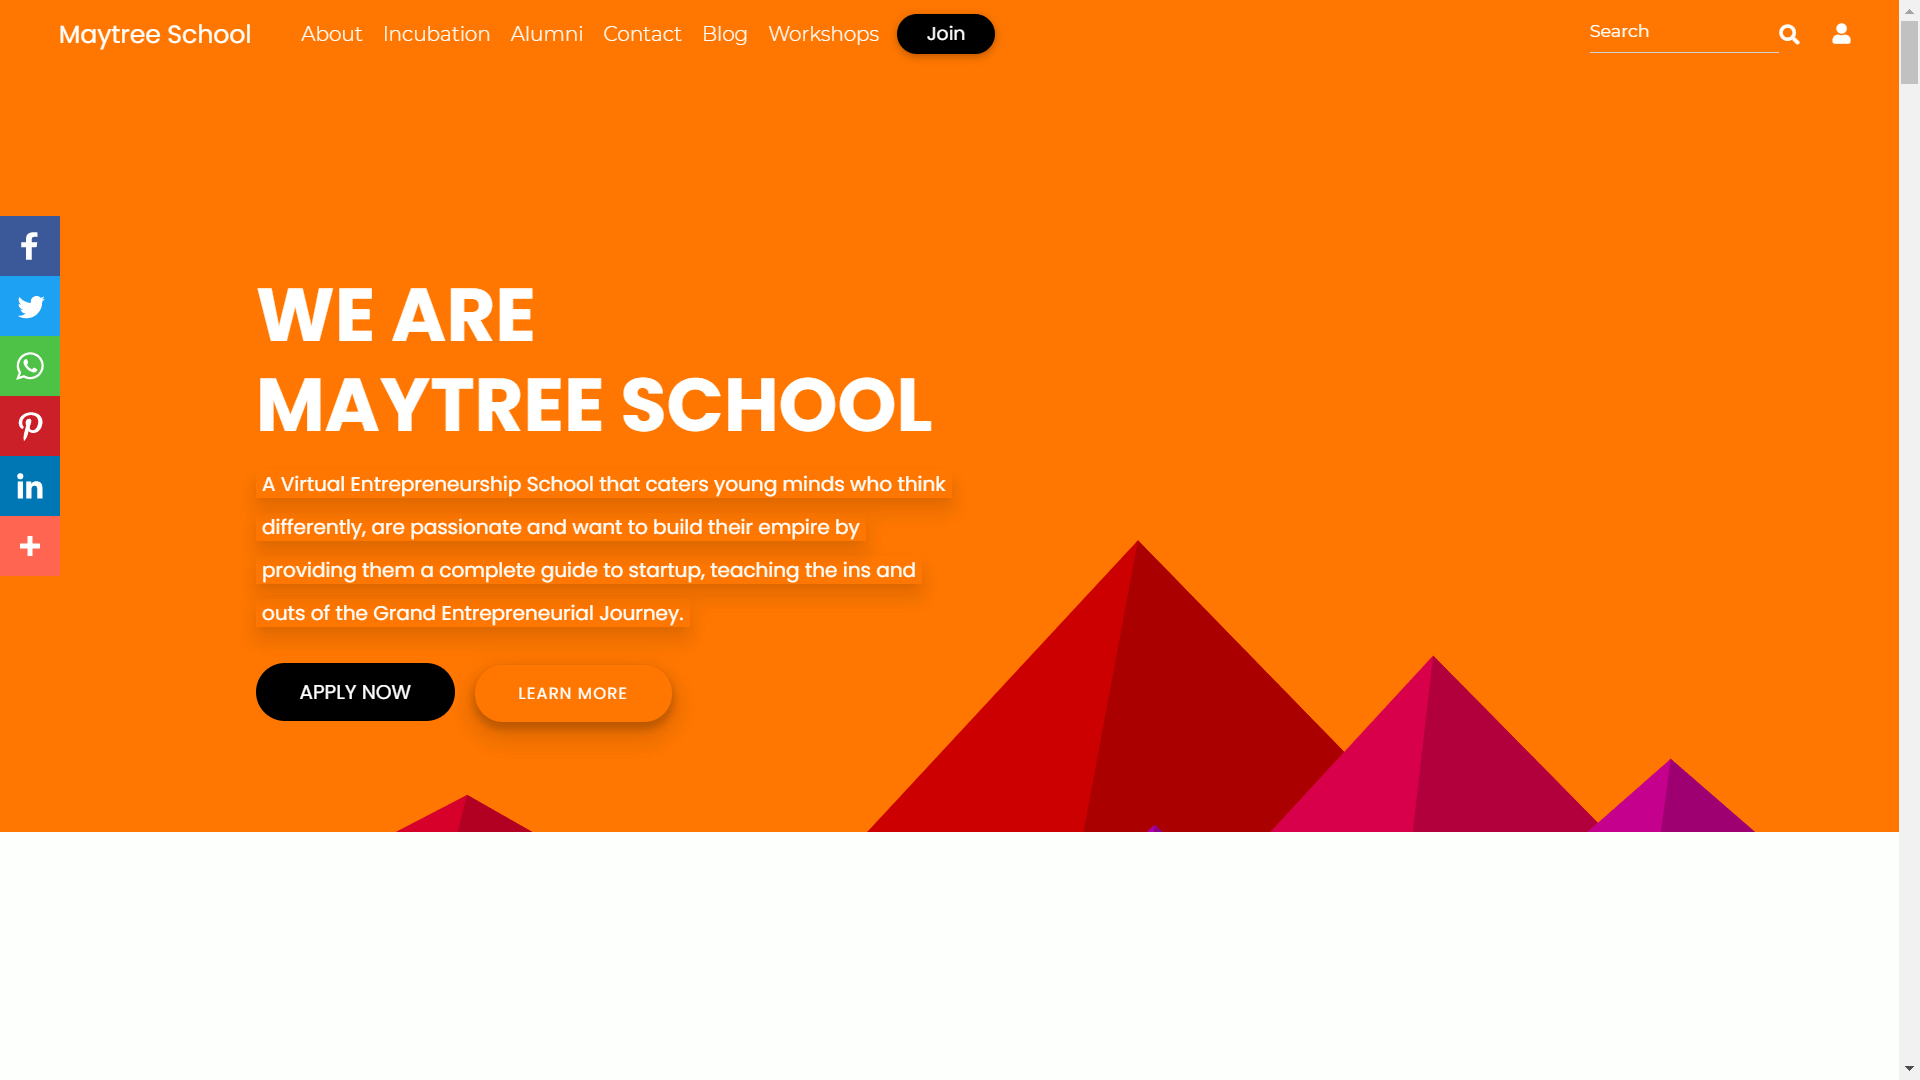 Maytree School
About Incubation Alumni Contact Blog Workshops Join
Search
WE ARE
MAYTREE SCHOOL
A Virtual Entrepreneurship School that caters young minds who think
differently, are passionate and want to build their empire by
providing them a complete guide to startup, teaching the ins and
outs of the Grand Entrepreneurial Journey.
APPLY NOW
LEARN MORE